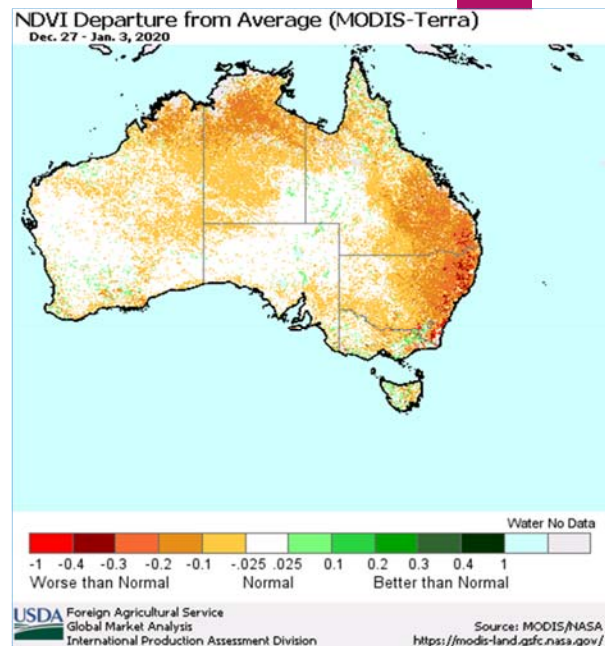 NDVI Departure from Average (MODIS-Terra)
Dec. 27 - Jan. 3, 2020
Water No Data
-1 -0.4 -0.3 -0.2 -0.1 -.025 .025 0.1 0.2 0.3 0.4 1
Worse than Normal Normal Better than Normal
USDA Foreign Agricultural Service
Global Market Analysis
International Production Assessment Division
Source: MODIS/NASA
https://modis-land.gsfc.nasa.gov/